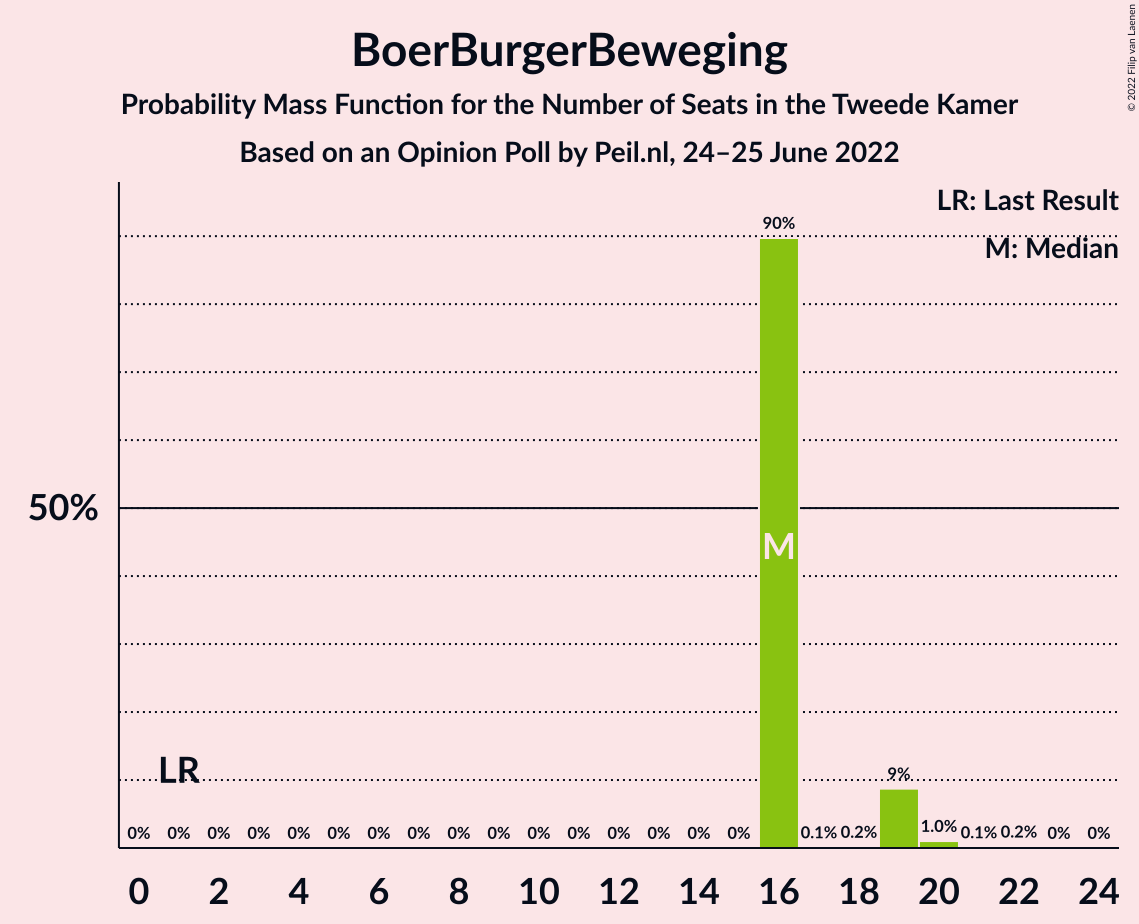 BoerBurgerBeweging
Probability Mass Function for the Number of Seats in the Tweede Kamer
Based on an Opinion Poll by Peil.nl, 24–25 June 2022
© 2022 Filip van Laenen
LR: Last Result
M: Median
90%
50%
M
LR
9%
0% 0% 0% 0% 0% 0% 0% 0% 0% 0% 0% 0% 0% 0% 0% 0% 0.1% 0.2% 1.0% 0.1% 0.2% 0% 0%
0 2 4 6 8 10 12 14 16 18 20 22 24